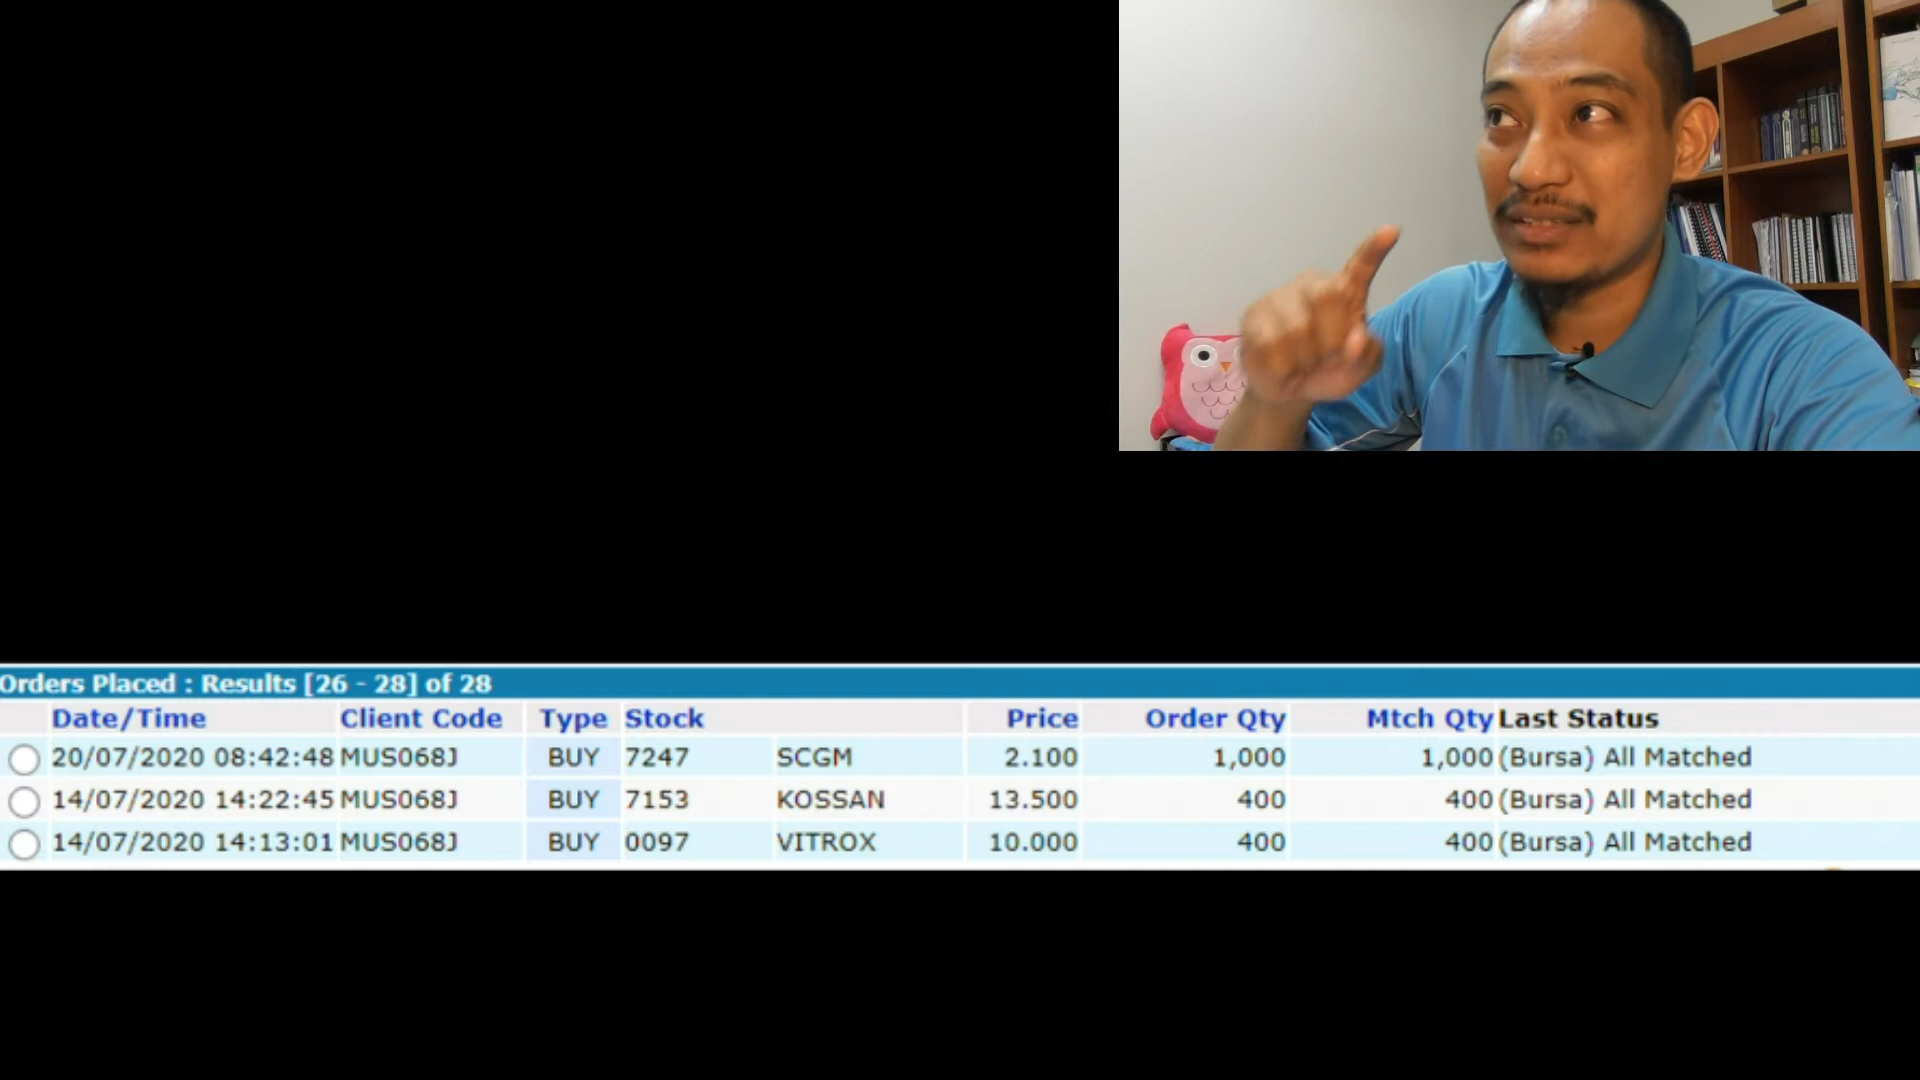 Orders Placed : Results [26 - 28] of 28
Date/Time Client Code Type Stock Price Order Qty Mtch Qty Last Status
20/07/2020 08:42:48 MUS068J BUY 7247 SCGM 2.100 1,000 1,000 (Bursa) All Matched
14/07/2020 14:22:45 MUS068J BUY 7153 KOSSAN 13.500 400 400 (Bursa) All Matched
14/07/2020 14:13:01 MUS068J BUY 0097 VITROX 10.000 400 400 (Bursa) All Matched